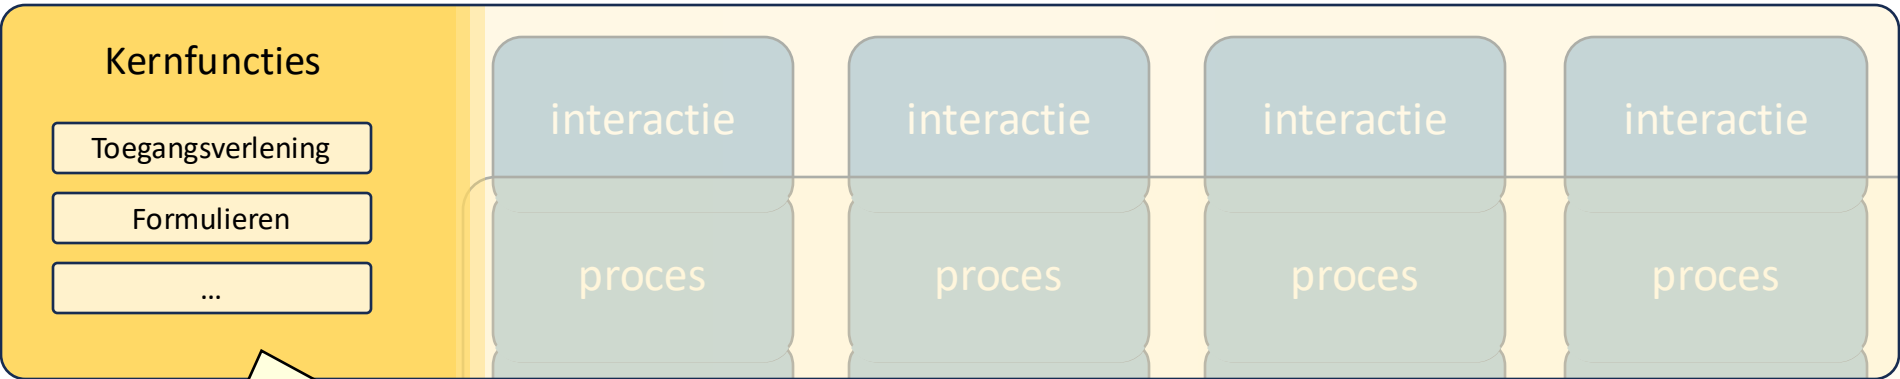 Kernfuncties
Toegangsverlening
Formulieren
...
interactie interactie interactie interactie
proces proces proces proces